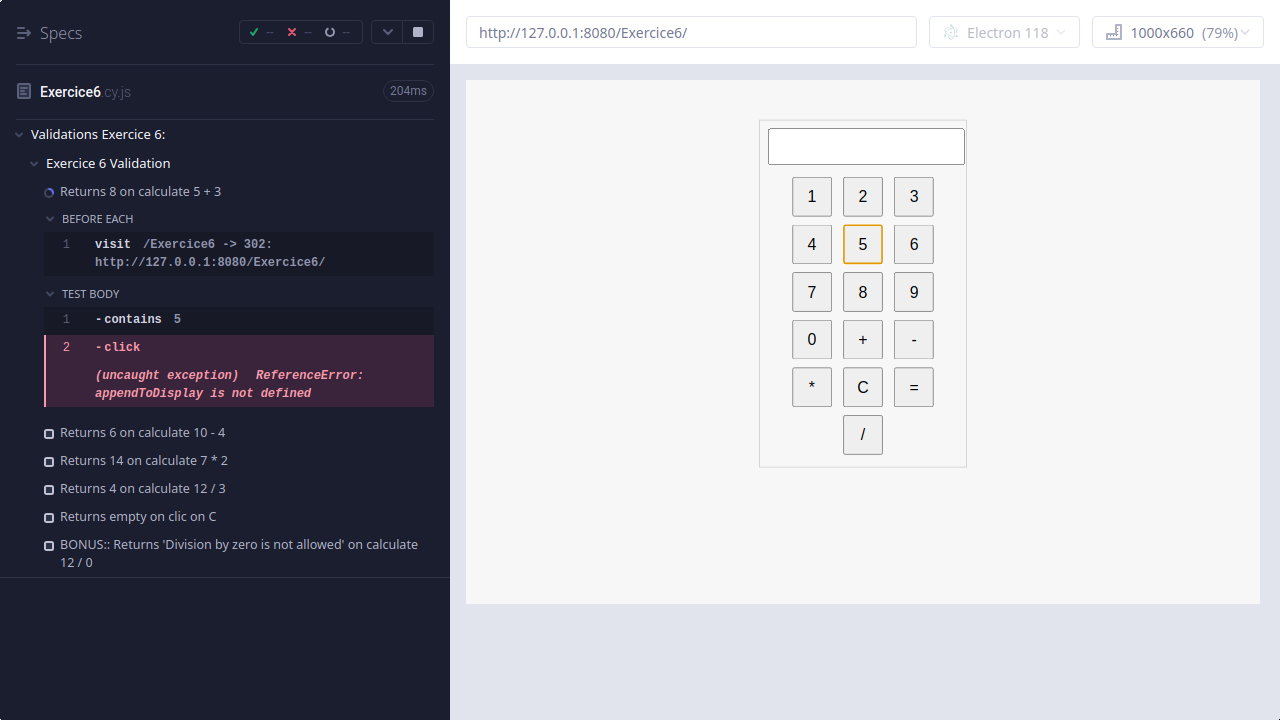 Specs
--
--
--
http://127.0.0.1:8080/Exercice6/
Electron 118
1000x660 (79%)
Exercice6.cy.js
204ms
Validations Exercice 6:
Exercice 6 Validation
Returns 8 on calculate 5 + 3
BEFORE EACH
1 visit /Exercice6 -> 302:
http://127.0.0.1:8080/Exercice6/
TEST BODY
1 -contains 5
2 -click
(uncaught exception) ReferenceError:
appendToDisplay is not defined
Returns 6 on calculate 10 - 4
Returns 14 on calculate 7 * 2
Returns 4 on calculate 12 / 3
Returns empty on clic on C
BONUS:: Returns 'Division by zero is not allowed' on calculate
12 / 0
1 2 3
4 5 6
7 8 9
0 + -
* C =
/